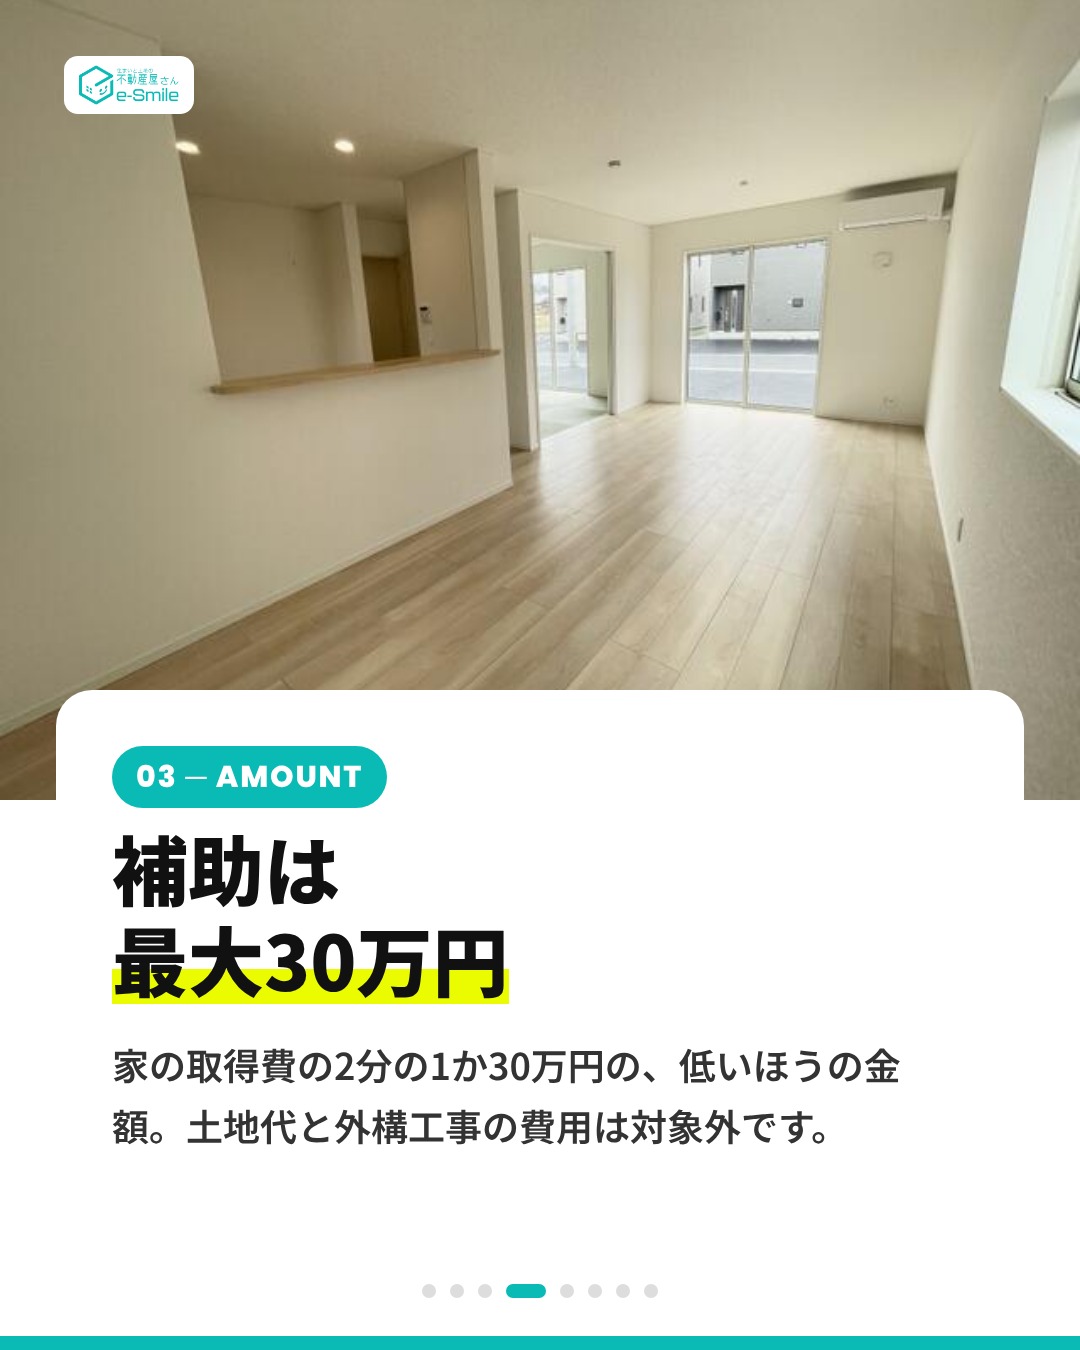 不動産屋さん
e-Smile
03 — AMOUNT
補助は
最大30万円
家の取得費の2分の1か30万円の、低いほうの金
額。土地代と外構工事の費用は対象外です。